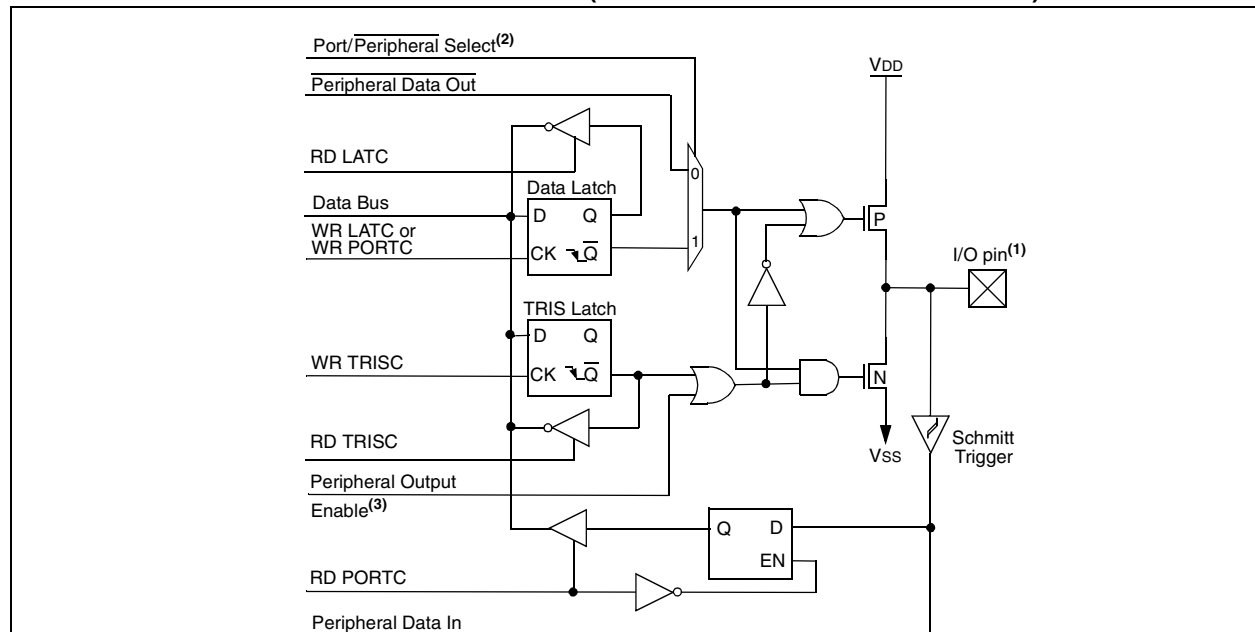 Port/Peripheral Select(2)
VDD
Peripheral Data Out
RD LATC
0
Data Latch
Data Bus
D Q
WR LATC or
WR PORTC
CK Q
1
P
I/O pin(1)
TRIS Latch
D Q
WR TRISC
CK Q
N
RD TRISC
VSS
Schmitt
Trigger
Peripheral Output
Enable(3)
Q D
EN
RD PORTC
Peripheral Data In